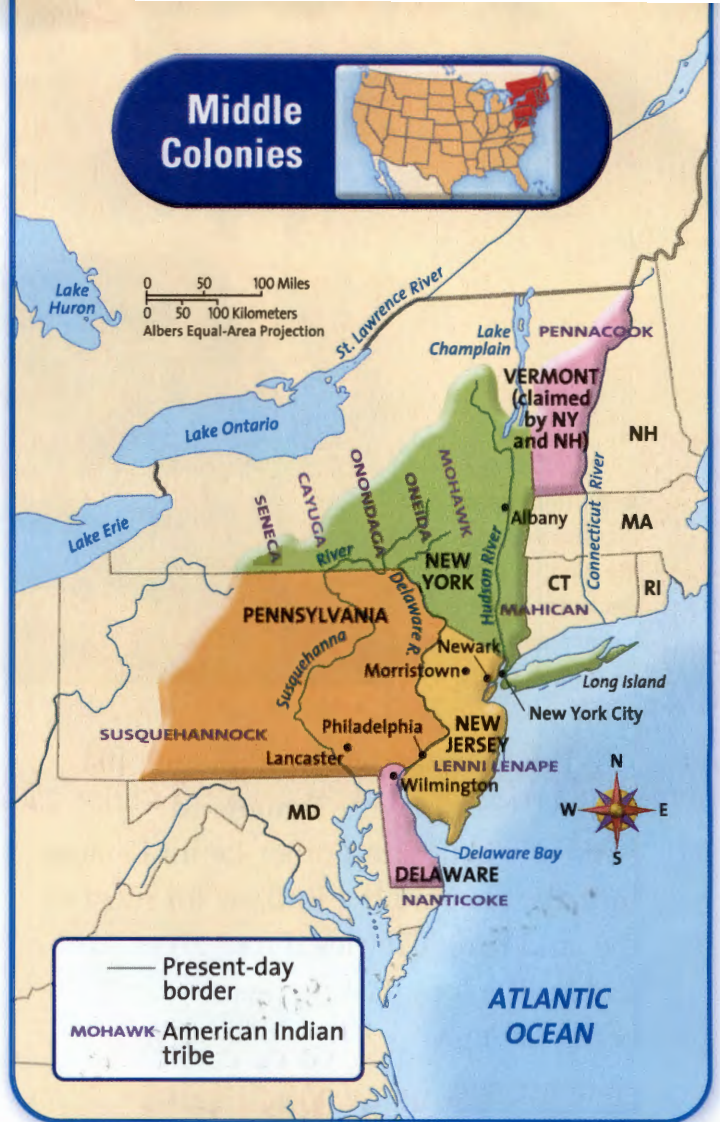 Middle
Colonies
0 50 100 Miles
0 50 100 Kilometers
Albers Equal-Area Projection
Lake
Huron
St. Lawrence River
Lake
Champlain
PENNACOOK
VERMONT
(claimed
by NY
and NH)
NH
Lake Ontario
Lake Erie
SENECA
CAYUGA
ONONDAGA
ONEIDA
MOHAWK
Albany
Connecticut River
MA
River
NEW
YORK
Hudson River
CT
RI
MAHICAN
PENNSYLVANIA
Delaware R.
Susquehanna
Newark
Morristown
Long Island
New York City
SUSQUEHANNOCK
Philadelphia
Lancaster
NEW
JERSEY
LENNI LENAPE
Wilmington
N
W E
S
MD
Delaware Bay
DELAWARE
NANTICOKE
Present-day
border
MOHAWK American Indian
tribe
ATLANTIC
OCEAN